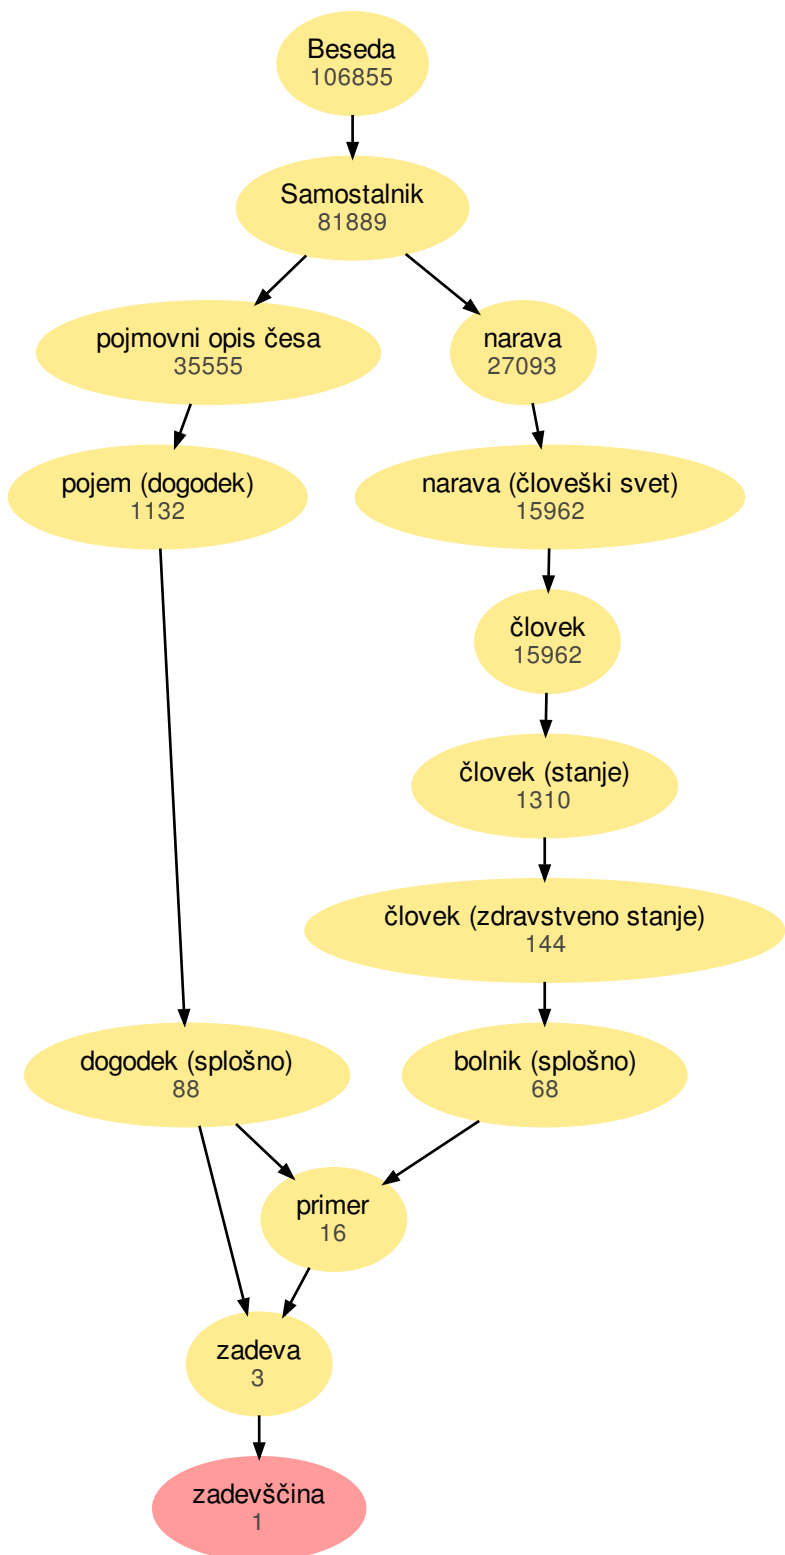 Beseda
106855
Samostalnik
81889
pojmovni opis česa
35555
narava
27093
pojem (dogodek)
1132
narava (človeški svet)
15962
človek
15962
človek (stanje)
1310
človek (zdravstveno stanje)
144
dogodek (splošno)
88
bolnik (splošno)
68
primer
16
zadeva
3
zadevščina
1